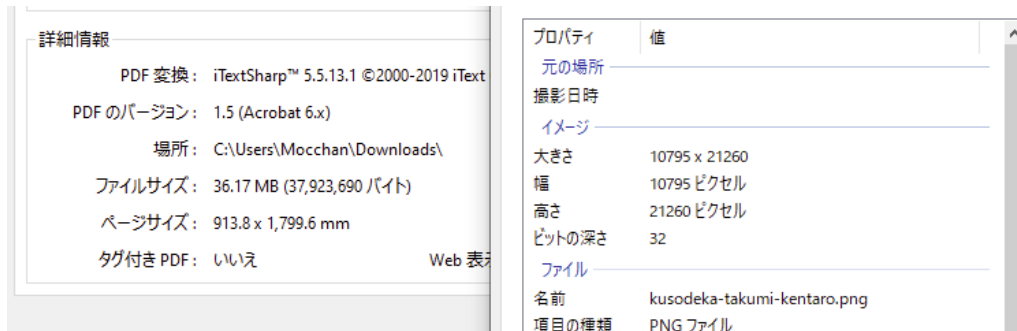 詳細情報
PDF 変換: iTextSharp™ 5.5.13.1 ©2000-2019 iText
PDF のバージョン: 1.5 (Acrobat 6.x)
場所: C:\Users\Mocchan\Downloads\
ファイルサイズ: 36.17 MB (37,923,690 バイト)
ページサイズ: 913.8 x 1,799.6 mm
タグ付き PDF: いいえ Web 表
プロパティ 値
元の場所
撮影日時
イメージ
大きさ 10795 x 21260
幅 10795 ピクセル
高さ 21260 ピクセル
ビットの深さ 32
ファイル
名前 kusodeka-takumi-kentaro.png
項目の種類 PNG ファイル